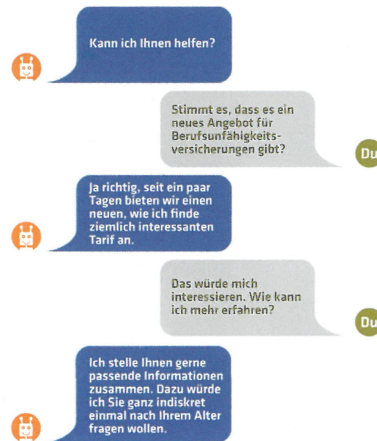 Kann ich Ihnen helfen?
Stimmt es, dass es ein
neues Angebot für
Berufsunfähigkeits-
versicherungen gibt?
Du
Ja richtig, seit ein paar
Tagen bieten wir einen
neuen, wie ich finde
ziemlich interessanten
Tarif an.
Das würde mich
interessieren. Wie kann
ich mehr erfahren?
Du
Ich stelle Ihnen gerne
passende Informationen
zusammen. Dazu würde
ich Sie ganz indiskret
einmal nach Ihrem Alter
fragen wollen.